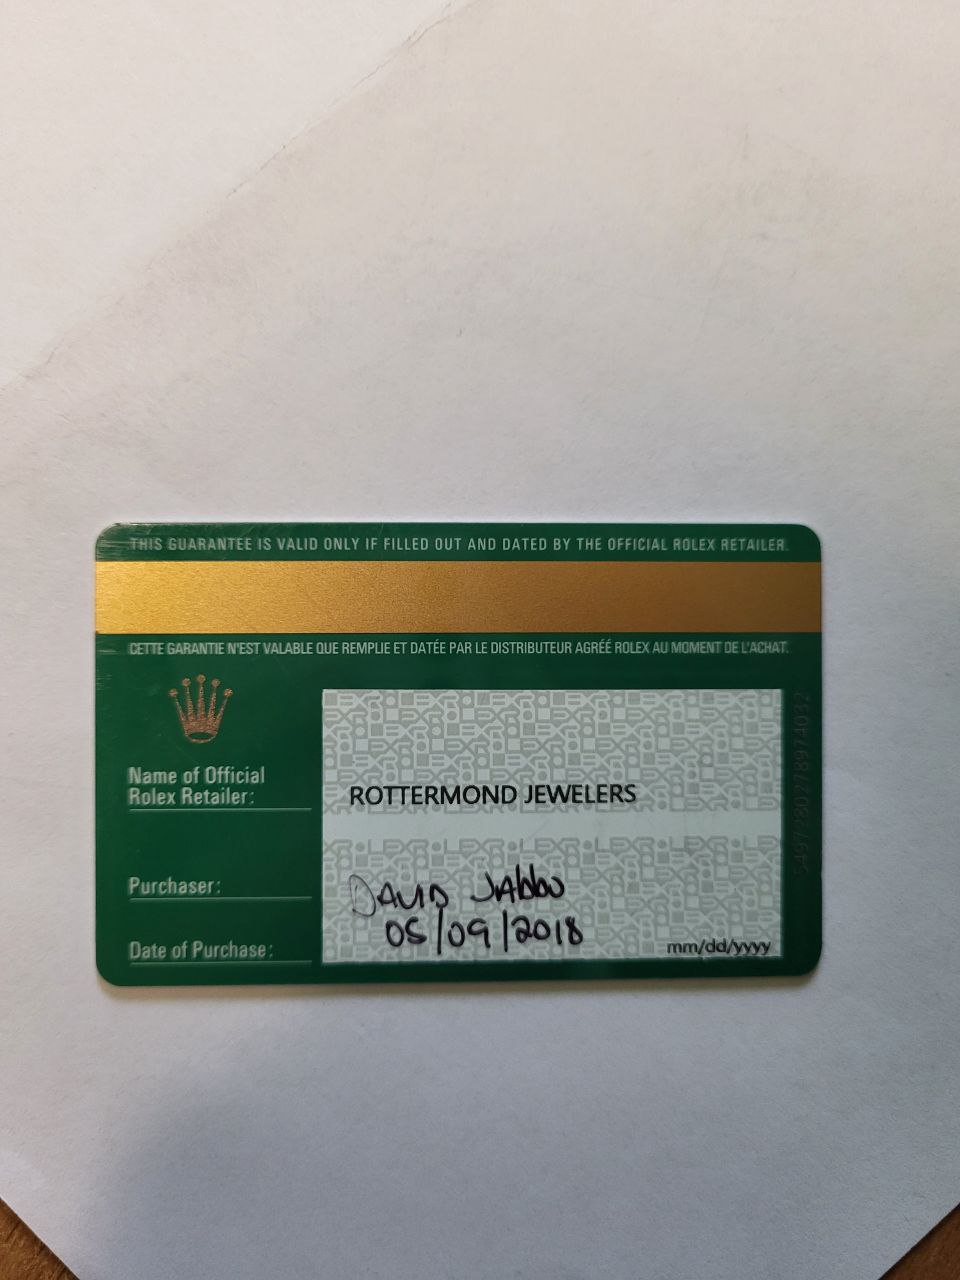 THIS GUARANTEE IS VALID ONLY IF FILLED OUT AND DATED BY THE OFFICIAL ROLEX RETAILER.
CETTE GARANTIE N'EST VALABLE QUE REMPLIE ET DATÉE PAR LE DISTRIBUTEUR AGRÉÉ ROLEX AU MOMENT DE L'ACHAT.
Name of Official
Rolex Retailer:
ROTTERMOND JEWELERS
Purchaser:
DAVID Jabbu
Date of Purchase:
05/09/2018
mm/dd/yyyy